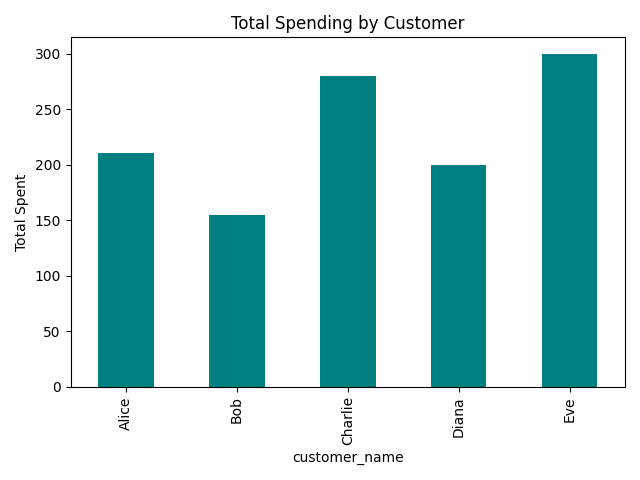 Total Spending by Customer
Total Spent
300
250
200
150
100
50
0
Alice
Bob
Charlie
Diana
Eve
customer_name